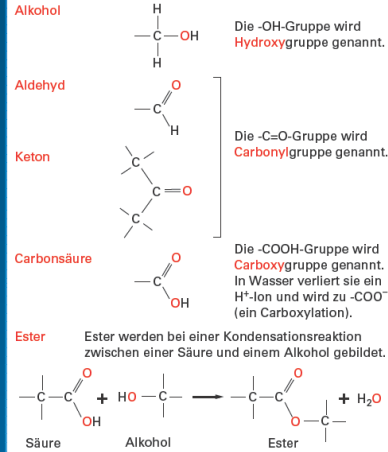 Alkohol
H
C OH
H
Die -OH-Gruppe wird
Hydroxygruppe genannt.
Aldehyd
O
C
H
Die -C=O-Gruppe wird
Carbonylgruppe genannt.
Keton
C
C=O
C
Carbonsäure
O
C
OH
Die -COOH-Gruppe wird
Carboxygruppe genannt.
In Wasser verliert sie ein
H⁺-Ion und wird zu -COO⁻
(ein Carboxylation).
Ester
Ester werden bei einer Kondensationsreaktion
zwischen einer Säure und einem Alkohol gebildet.
O O
C C + HO C C C + H₂O
OH O C
Säure Alkohol Ester